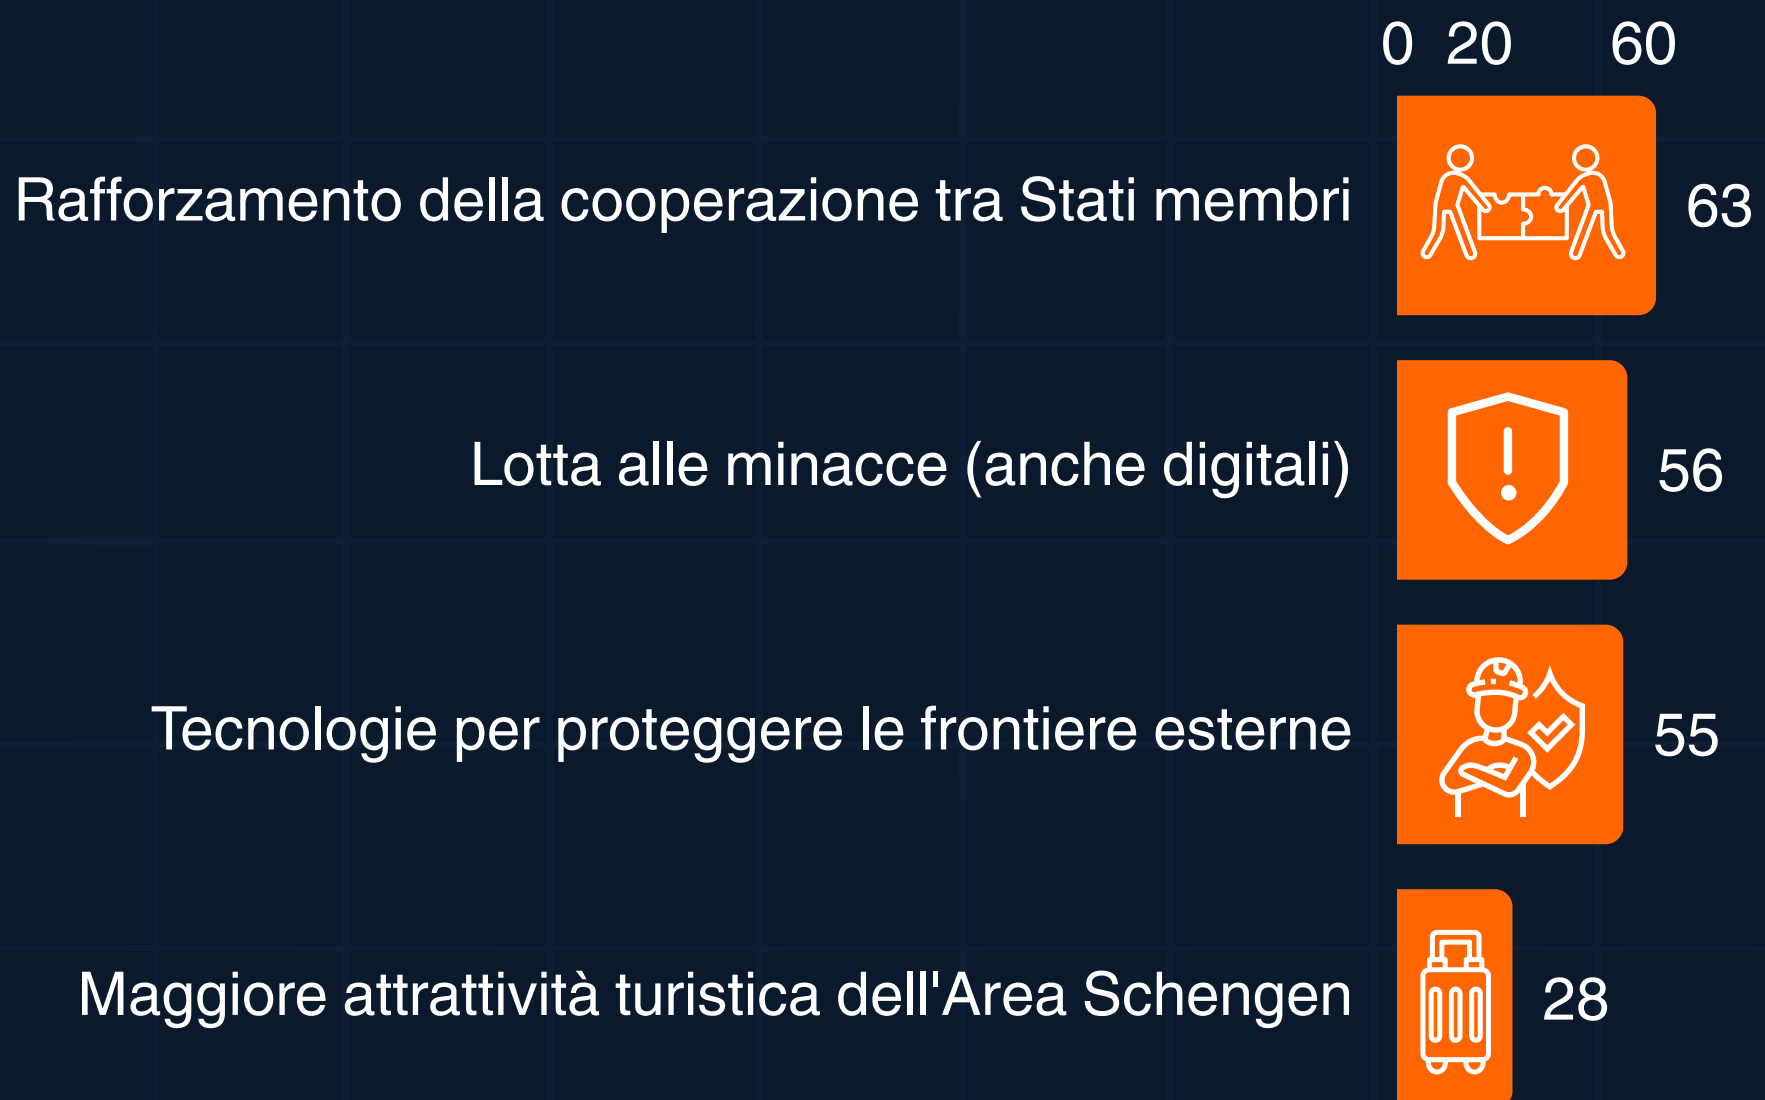 0 20 60
Rafforzamento della cooperazione tra Stati membri 63
Lotta alle minacce (anche digitali) 56
Tecnologie per proteggere le frontiere esterne 55
Maggiore attrattività turistica dell'Area Schengen 28